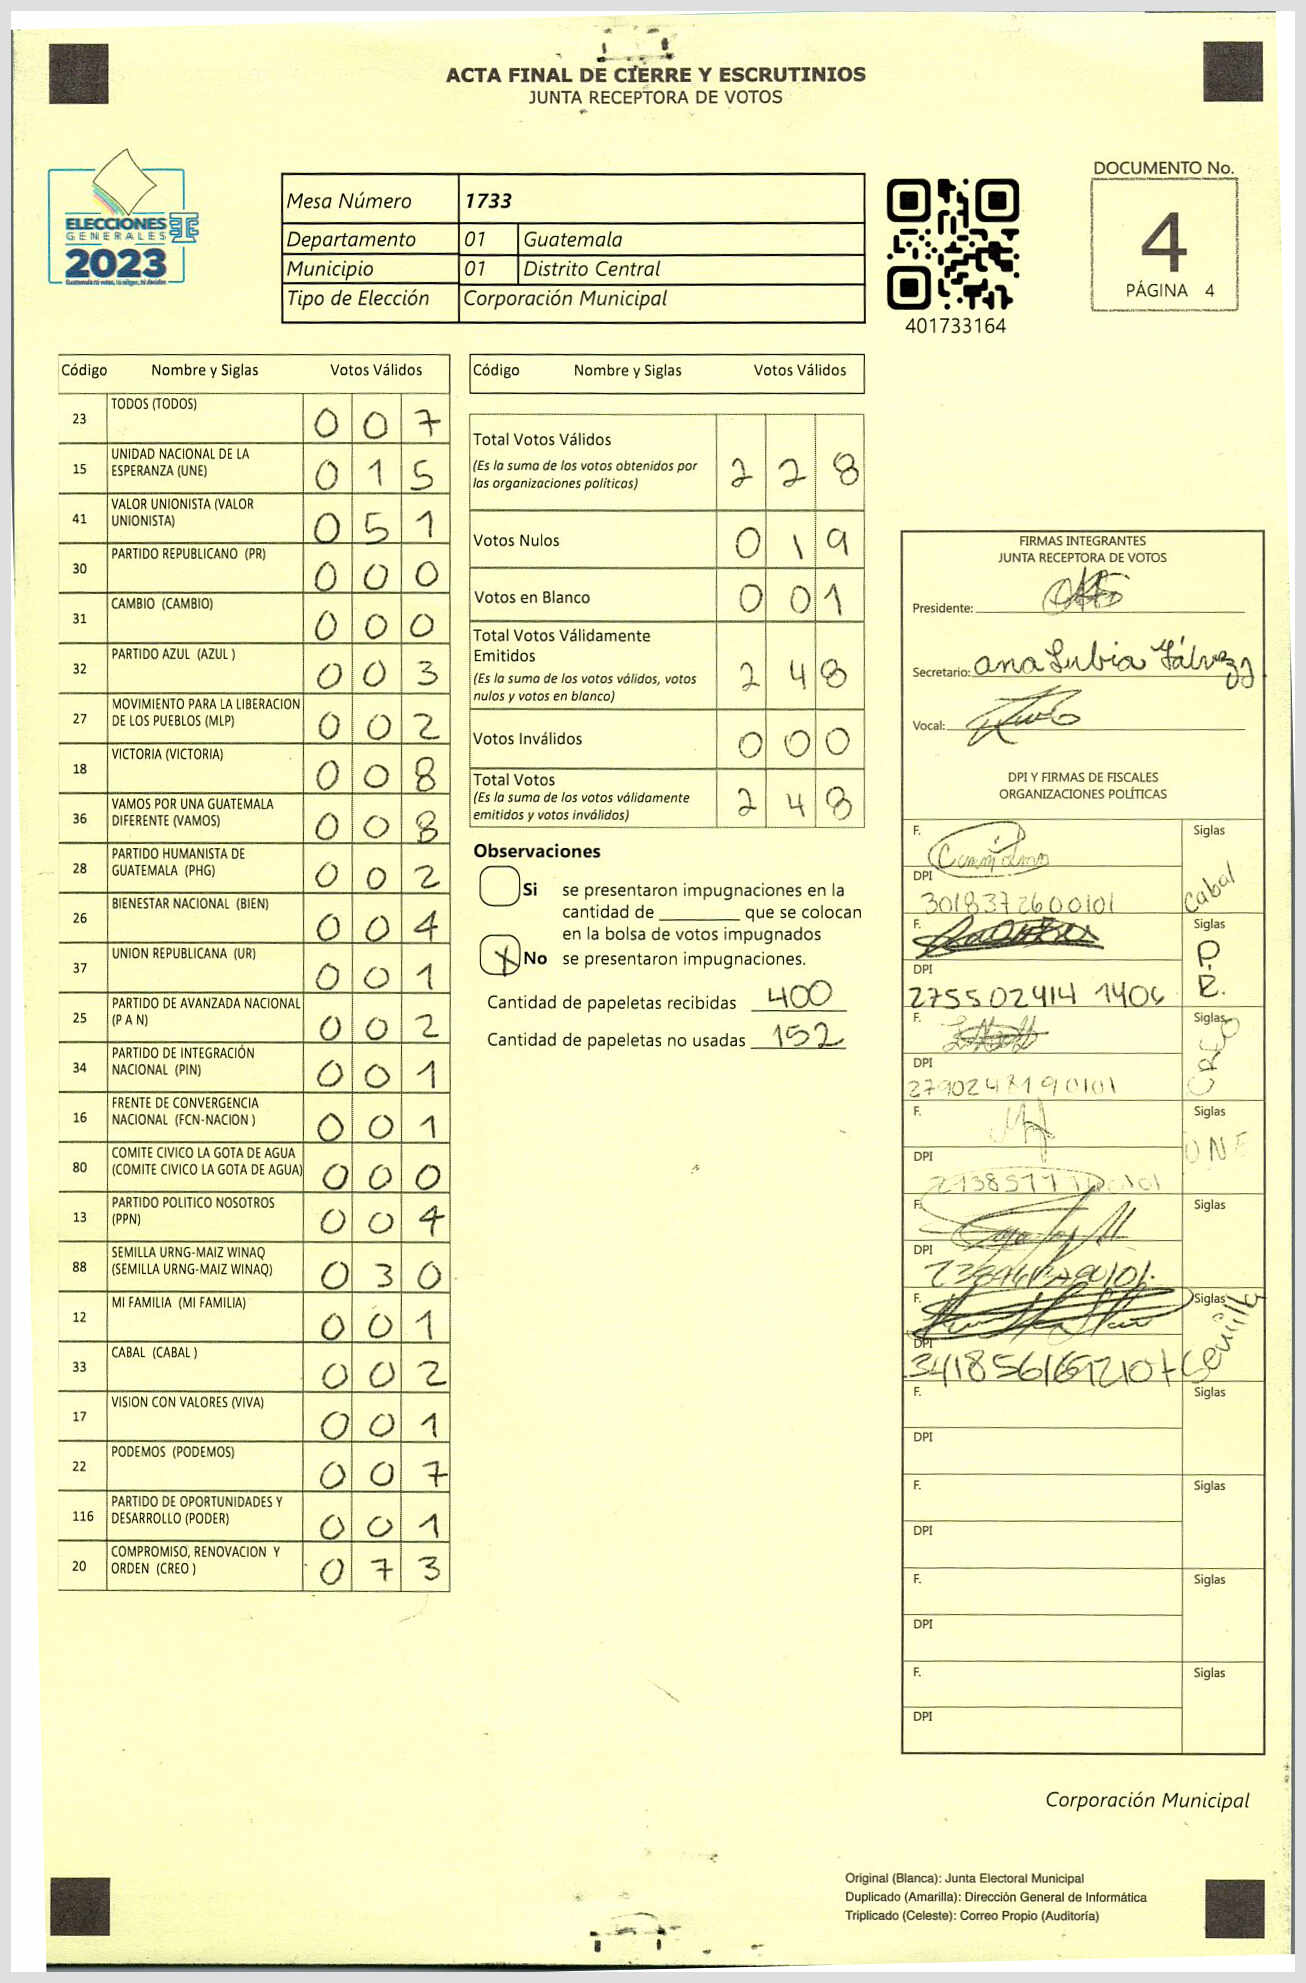 ACTA FINAL DE CIERRE Y ESCRUTINIOS
JUNTA RECEPTORA DE VOTOS
ELECCIONES
GENERALES
2023
Mesa Número 1733
Departamento 01 Guatemala
Municipio 01 Distrito Central
Tipo de Elección Corporación Municipal
401733164
DOCUMENTO No.
4
PÁGINA 4
Código Nombre y Siglas Votos Válidos
23 TODOS (TODOS) 0 0 7
15 UNIDAD NACIONAL DE LA
ESPERANZA (UNE) 0 1 5
41 VALOR UNIONISTA (VALOR
UNIONISTA) 0 5 1
30 PARTIDO REPUBLICANO (PR) 0 0 0
31 CAMBIO (CAMBIO) 0 0 0
32 PARTIDO AZUL (AZUL ) 0 0 3
27 MOVIMIENTO PARA LA LIBERACION
DE LOS PUEBLOS (MLP) 0 0 2
18 VICTORIA (VICTORIA) 0 0 8
36 VAMOS POR UNA GUATEMALA
DIFERENTE (VAMOS) 0 0 8
28 PARTIDO HUMANISTA DE
GUATEMALA (PHG) 0 0 2
26 BIENESTAR NACIONAL (BIEN) 0 0 4
37 UNION REPUBLICANA (UR) 0 0 1
25 PARTIDO DE AVANZADA NACIONAL
(P A N) 0 0 2
34 PARTIDO DE INTEGRACIÓN
NACIONAL (PIN) 0 0 1
16 FRENTE DE CONVERGENCIA
NACIONAL (FCN-NACION ) 0 0 1
80 COMITE CIVICO LA GOTA DE AGUA
(COMITE CIVICO LA GOTA DE AGUA) 0 0 0
13 PARTIDO POLITICO NOSOTROS
(PPN) 0 0 4
88 SEMILLA URNG-MAIZ WINAQ
(SEMILLA URNG-MAIZ WINAQ) 0 3 0
12 MI FAMILIA (MI FAMILIA) 0 0 1
33 CABAL (CABAL ) 0 0 2
17 VISION CON VALORES (VIVA) 0 0 1
22 PODEMOS (PODEMOS) 0 0 7
116 PARTIDO DE OPORTUNIDADES Y
DESARROLLO (PODER) 0 0 1
20 COMPROMISO, RENOVACION Y
ORDEN (CREO ) 0 7 3
Código Nombre y Siglas Votos Válidos
Total Votos Válidos
(Es la suma de los votos obtenidos por
las organizaciones políticas) 2 2 8
Votos Nulos 0 1 9
Votos en Blanco 0 0 1
Total Votos Válidamente
Emitidos
(Es la suma de los votos válidos, votos
nulos y votos en blanco) 2 4 8
Votos Inválidos 0 0 0
Total Votos
(Es la suma de los votos válidamente
emitidos y votos inválidos) 2 4 8
Observaciones
Si se presentaron impugnaciones en la
cantidad de ________ que se colocan
en la bolsa de votos impugnados
X No se presentaron impugnaciones.
Cantidad de papeletas recibidas 400
Cantidad de papeletas no usadas 152
FIRMAS INTEGRANTES
JUNTA RECEPTORA DE VOTOS
Presidente:
Secretario: ana Lubia Gálvez
Vocal:
DPI Y FIRMAS DE FISCALES
ORGANIZACIONES POLÍTICAS
F. Siglas
DPI Cabal
3018372600101
F. Siglas
DPI P.R.
275502414 1406
F. Siglas
DPI CREO
2790248190101
F. Siglas
DPI UNE
F. Siglas
DPI
F. Siglas
DPI Semilla
F. Siglas
DPI
F. Siglas
DPI
F. Siglas
DPI
F. Siglas
DPI
Corporación Municipal
Original (Blanca): Junta Electoral Municipal
Duplicado (Amarilla): Dirección General de Informática
Triplicado (Celeste): Correo Propio (Auditoría)